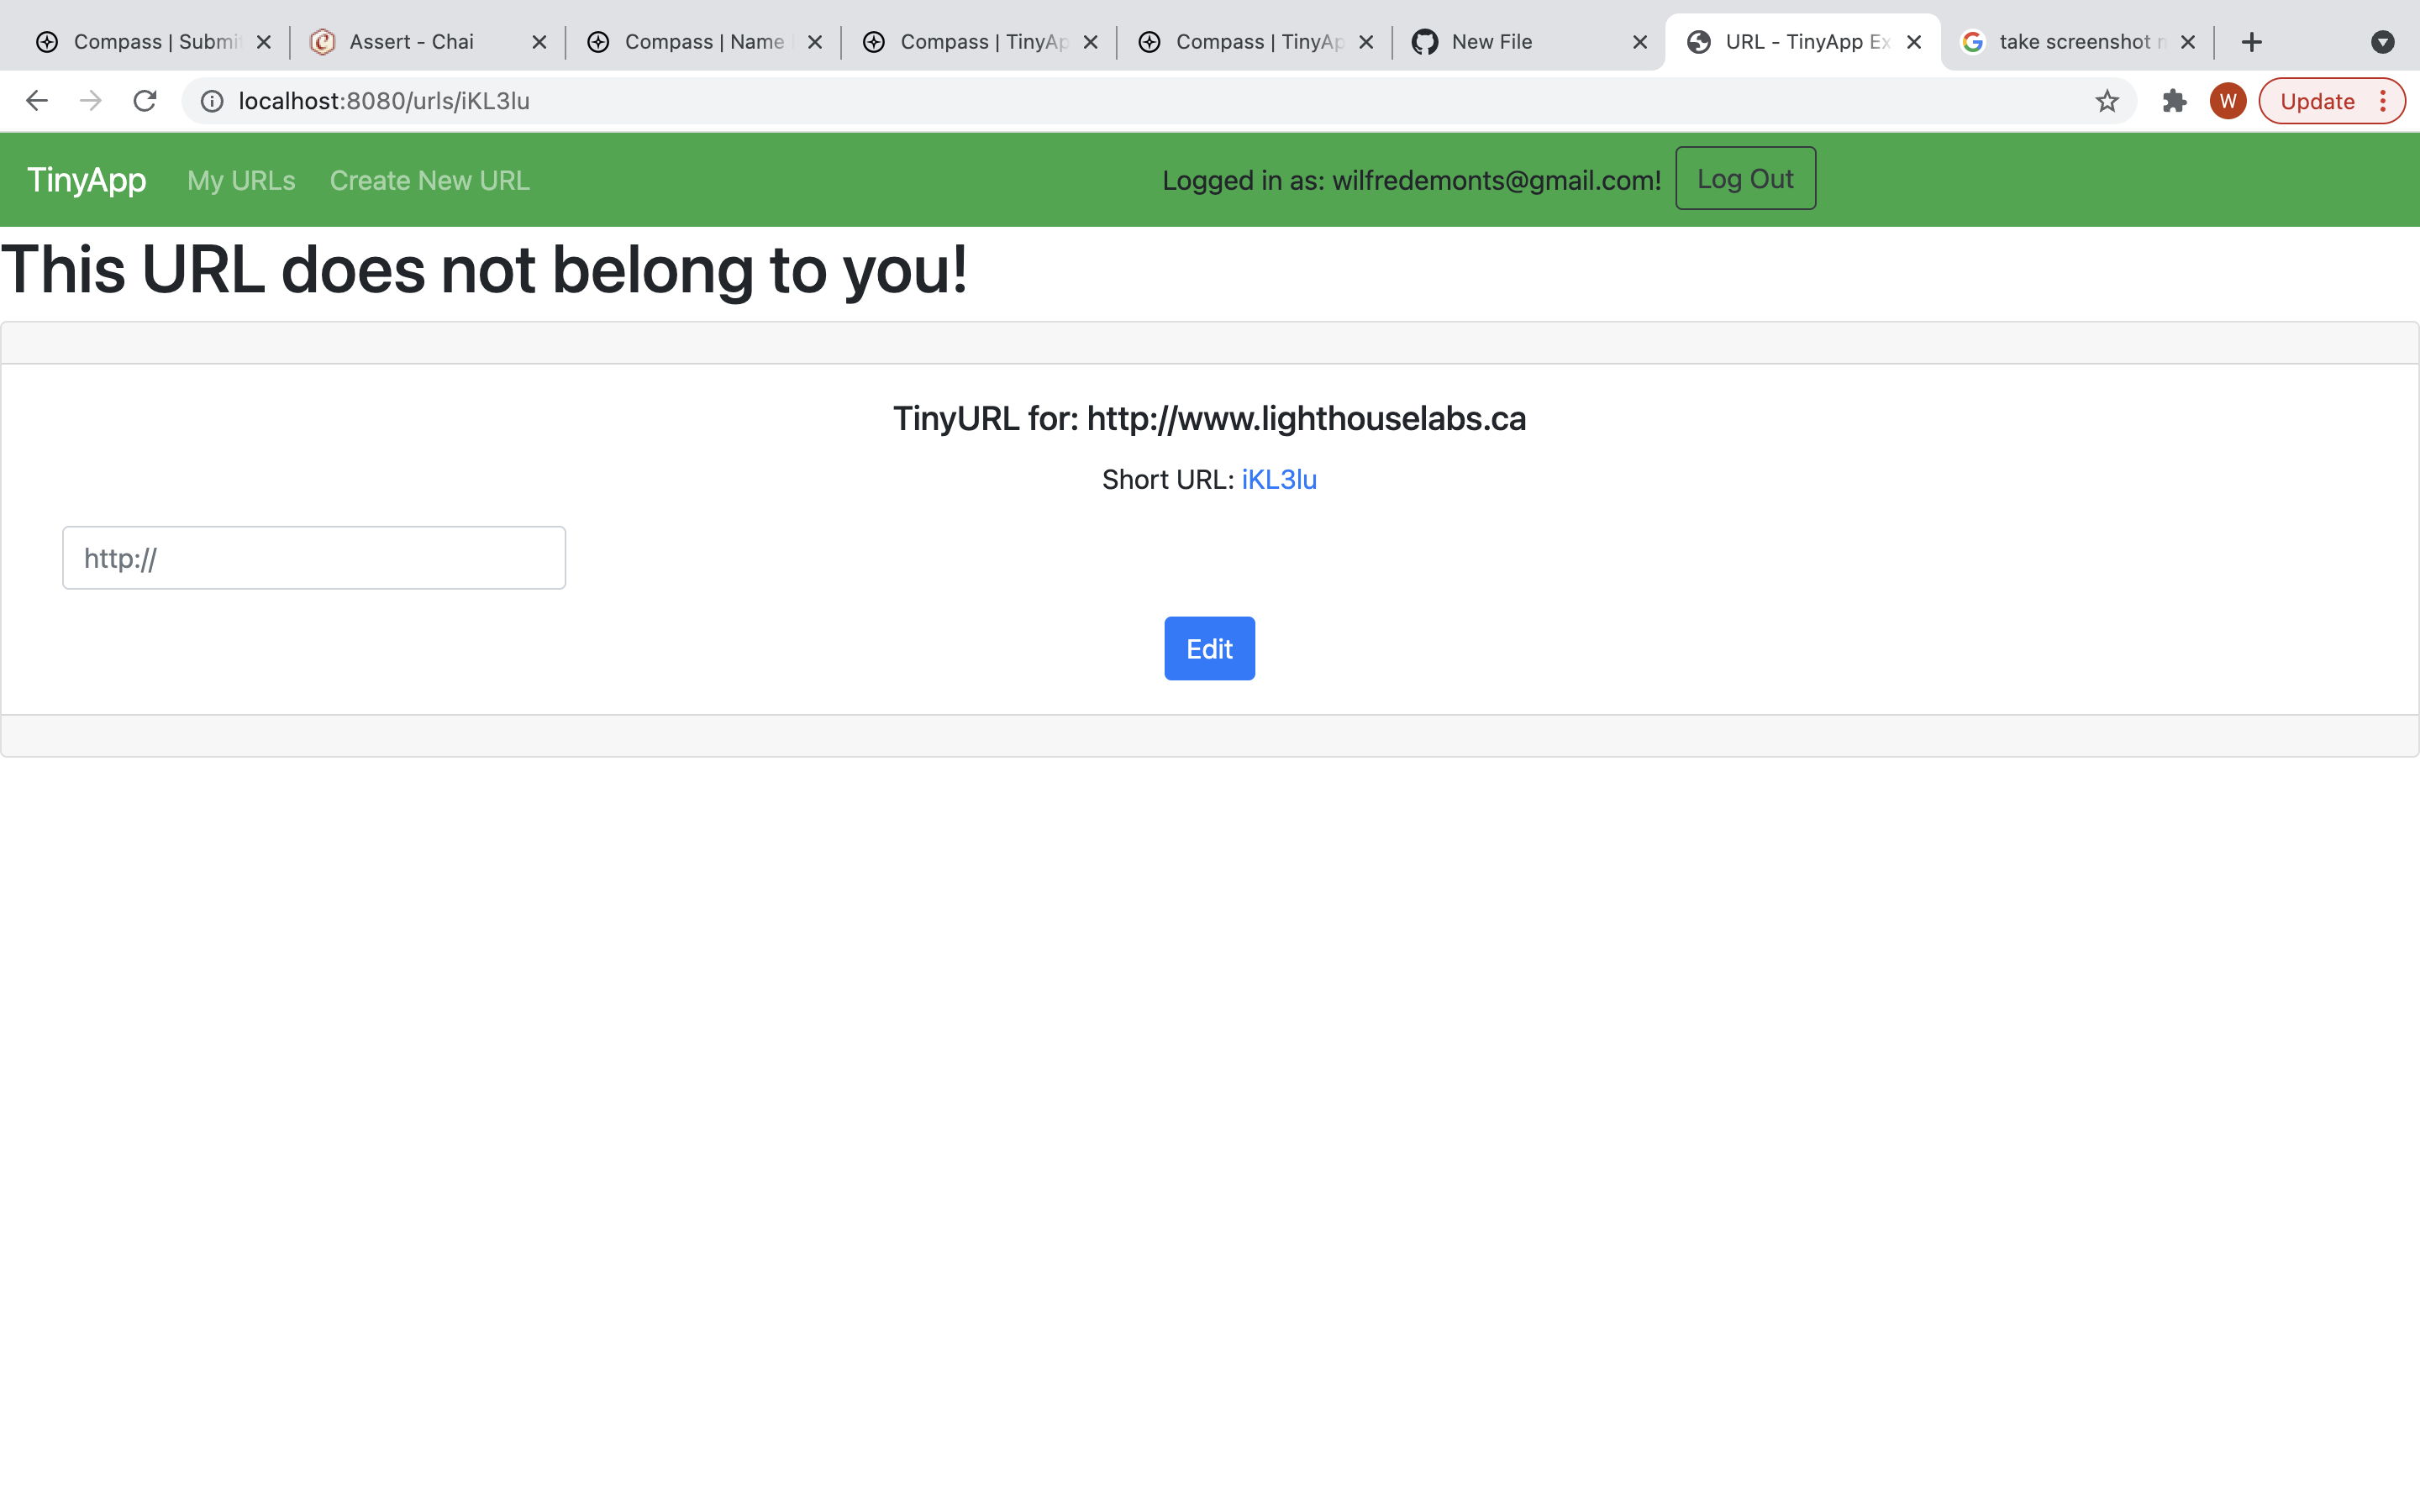 Compass | Submi
Assert - Chai
Compass | Name
Compass | TinyAp
Compass | TinyAp
New File
URL - TinyApp Ex
take screenshot
localhost:8080/urls/iKL3lu
W
Update
TinyApp
My URLs
Create New URL
Logged in as: wilfredemonts@gmail.com!
Log Out
This URL does not belong to you!
TinyURL for: http://www.lighthouselabs.ca
Short URL: iKL3lu
http://
Edit